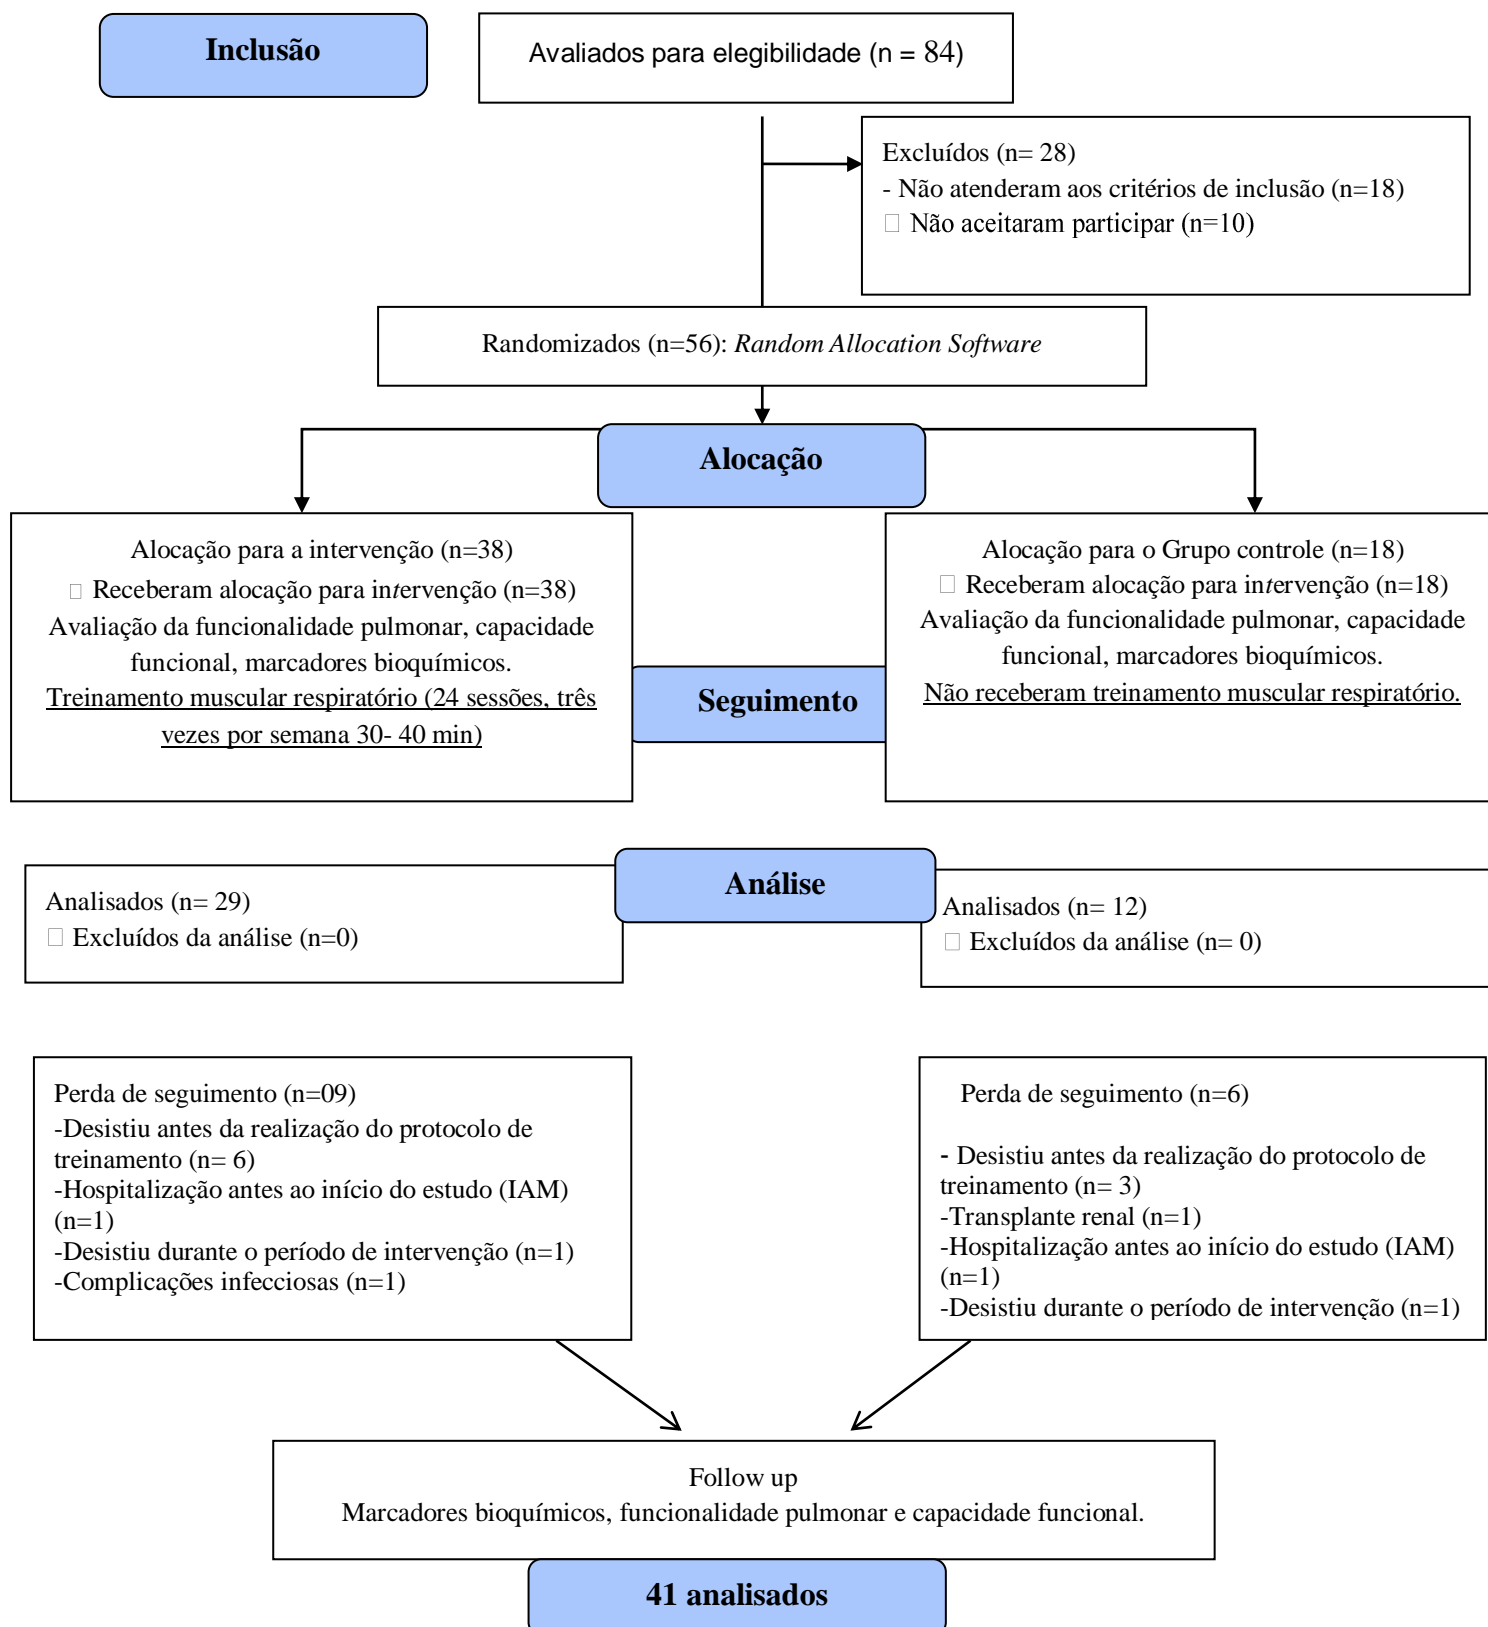 Inclusão
Avaliados para elegibilidade (n = 84)
Excluídos (n= 28)
- Não atenderam aos critérios de inclusão (n=18)
□ Não aceitaram participar (n=10)
Randomizados (n=56): Random Allocation Software
Alocação
Alocação para a intervenção (n=38)
□ Receberam alocação para intervenção (n=38)
Avaliação da funcionalidade pulmonar, capacidade
funcional, marcadores bioquímicos.
Treinamento muscular respiratório (24 sessões, três
vezes por semana 30- 40 min)
Alocação para o Grupo controle (n=18)
□ Receberam alocação para intervenção (n=18)
Avaliação da funcionalidade pulmonar, capacidade
funcional, marcadores bioquímicos.
Não receberam treinamento muscular respiratório.
Seguimento
Análise
Analisados (n= 29)
□ Excluídos da análise (n=0)
Analisados (n= 12)
□ Excluídos da análise (n= 0)
Perda de seguimento (n=09)
-Desistiu antes da realização do protocolo de
treinamento (n= 6)
-Hospitalização antes ao início do estudo (IAM)
(n=1)
-Desistiu durante o período de intervenção (n=1)
-Complicações infecciosas (n=1)
Perda de seguimento (n=6)
- Desistiu antes da realização do protocolo de
treinamento (n= 3)
-Transplante renal (n=1)
-Hospitalização antes ao início do estudo (IAM)
(n=1)
-Desistiu durante o período de intervenção (n=1)
Follow up
Marcadores bioquímicos, funcionalidade pulmonar e capacidade funcional.
41 analisados